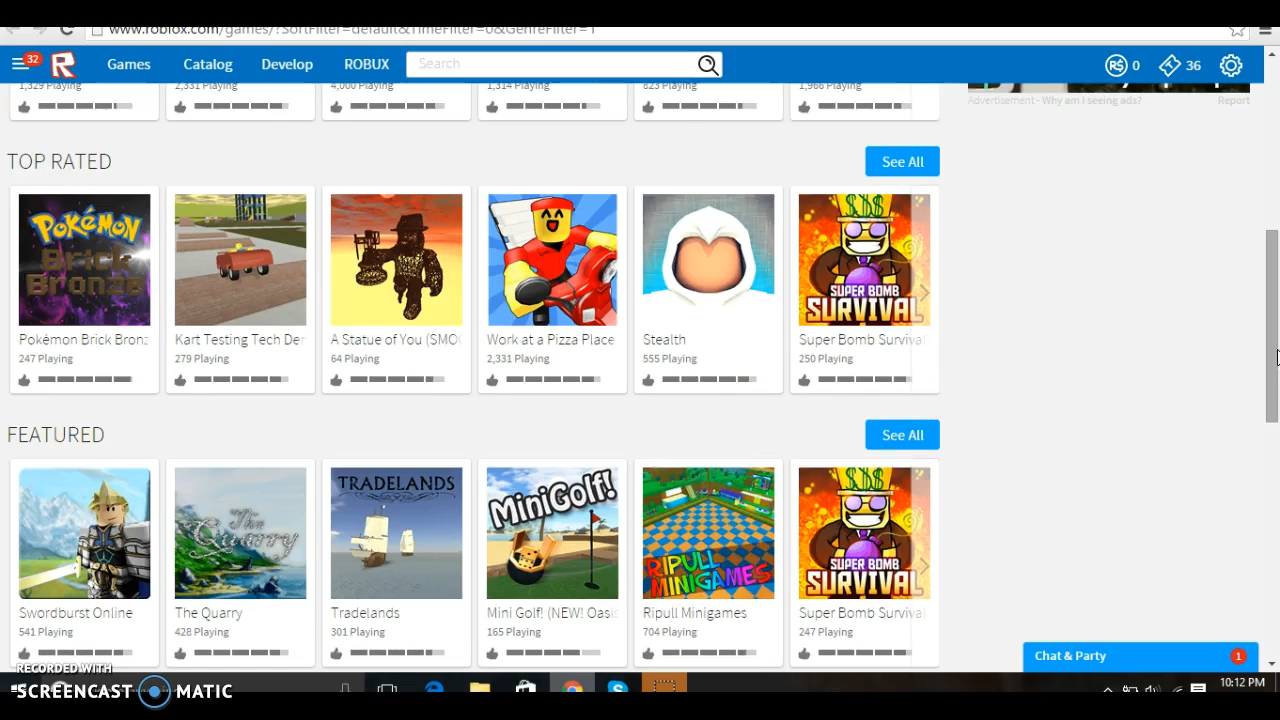 www.roblox.com/games/?SortFilter=default&TimeFilter=0&GenreFilter=1
32
R
Games
Catalog
Develop
ROBUX
Search
R$ 0
36
1,329 Playing
2,331 Playing
4,000 Playing
1,314 Playing
823 Playing
1,966 Playing
Advertisement - Why am I seeing ads?
Report
TOP RATED
See All
POKéMON
Brick
Bronze
SUPER BOMB
SURVIVAL
Pokémon Brick Bronz
Kart Testing Tech De
A Statue of You (SMO
Work at a Pizza Place
Stealth
Super Bomb Surviva
247 Playing
279 Playing
64 Playing
2,331 Playing
555 Playing
250 Playing
FEATURED
See All
The
Quarry
TRADELANDS
MiniGolf!
RIPULL
MINIGAMES
SUPER BOMB
SURVIVAL
Swordburst Online
The Quarry
Tradelands
Mini Golf! (NEW! Oasis
Ripull Minigames
Super Bomb Surviva
541 Playing
428 Playing
301 Playing
165 Playing
704 Playing
247 Playing
Chat & Party
1
RECORDED WITH
SCREENCAST MATIC
10:12 PM